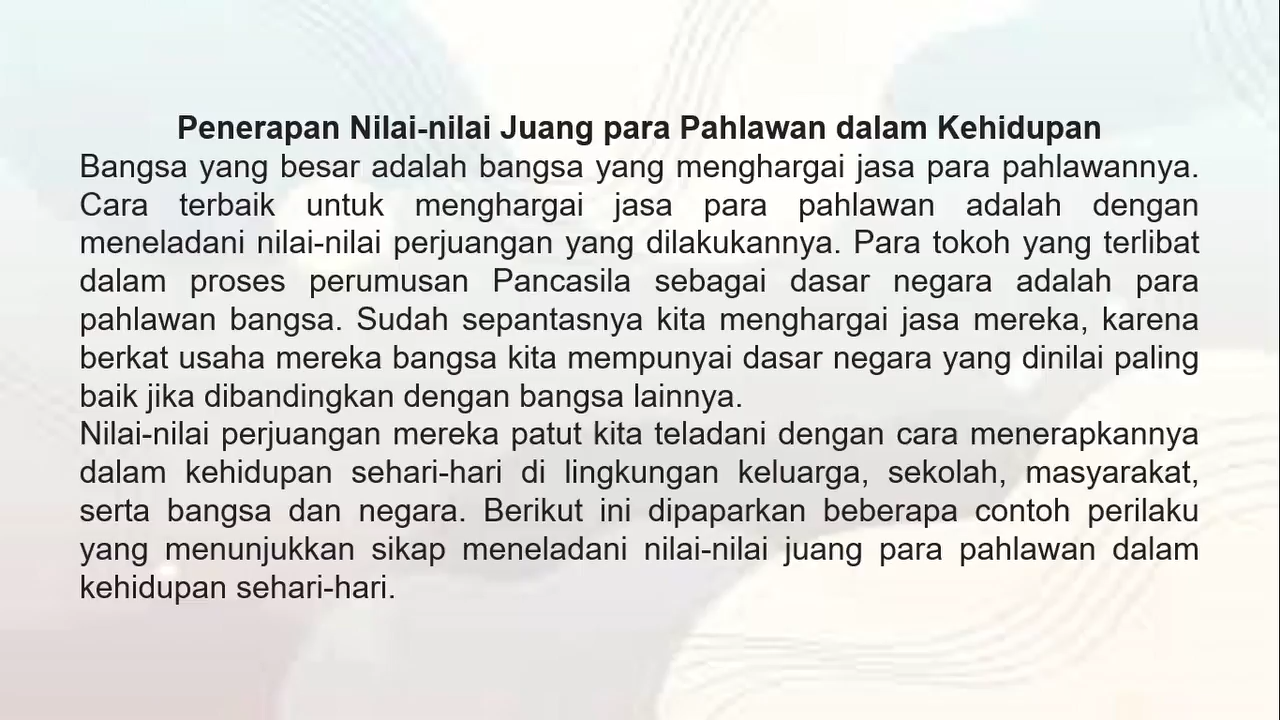 Penerapan Nilai-nilai Juang para Pahlawan dalam Kehidupan
Bangsa yang besar adalah bangsa yang menghargai jasa para pahlawannya.
Cara terbaik untuk menghargai jasa para pahlawan adalah dengan
meneladani nilai-nilai perjuangan yang dilakukannya. Para tokoh yang terlibat
dalam proses perumusan Pancasila sebagai dasar negara adalah para
pahlawan bangsa. Sudah sepantasnya kita menghargai jasa mereka, karena
berkat usaha mereka bangsa kita mempunyai dasar negara yang dinilai paling
baik jika dibandingkan dengan bangsa lainnya.
Nilai-nilai perjuangan mereka patut kita teladani dengan cara menerapkannya
dalam kehidupan sehari-hari di lingkungan keluarga, sekolah, masyarakat,
serta bangsa dan negara. Berikut ini dipaparkan beberapa contoh perilaku
yang menunjukkan sikap meneladani nilai-nilai juang para pahlawan dalam
kehidupan sehari-hari.